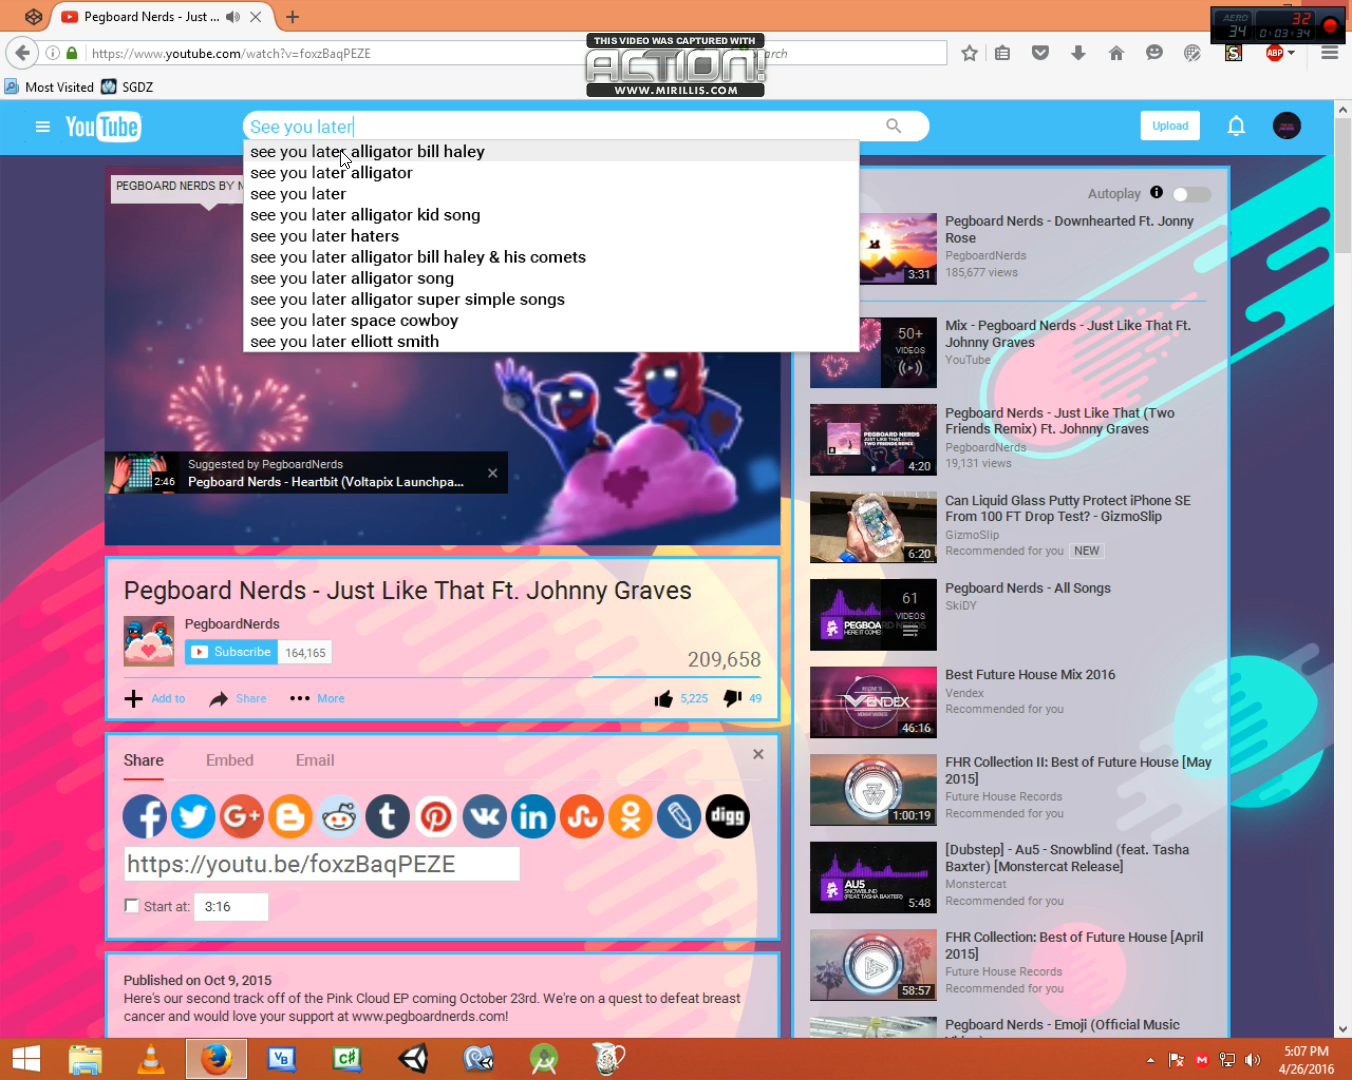 Pegboard Nerds - Just ...
AERO
34
32
0:03:34
https://www.youtube.com/watch?v=foxzBaqPEZE
THIS VIDEO WAS CAPTURED WITH
ACTION!
WWW.MIRILLIS.COM
ABP
Most Visited
SGDZ
YouTube
See you later
Upload
see you later alligator bill haley
see you later alligator
see you later
see you later alligator kid song
see you later haters
see you later alligator bill haley & his comets
see you later alligator song
see you later alligator super simple songs
see you later space cowboy
see you later elliott smith
PEGBOARD NERDS BY
Suggested by PegboardNerds
Pegboard Nerds - Heartbit (Voltapix Launchpa...
2:46
Pegboard Nerds - Just Like That Ft. Johnny Graves
PegboardNerds
Subscribe 164,165
209,658
Add to
Share
More
5,225
49
Share
Embed
Email
digg
https://youtu.be/foxzBaqPEZE
Start at: 3:16
Published on Oct 9, 2015
Here's our second track off of the Pink Cloud EP coming October 23rd. We're on a quest to defeat breast
cancer and would love your support at www.pegboardnerds.com!
Autoplay
Pegboard Nerds - Downhearted Ft. Jonny
Rose
PegboardNerds
185,677 views
3:31
50+
VIDEOS
Mix - Pegboard Nerds - Just Like That Ft.
Johnny Graves
YouTube
Pegboard Nerds - Just Like That (Two
Friends Remix) Ft. Johnny Graves
PegboardNerds
19,131 views
4:20
Can Liquid Glass Putty Protect iPhone SE
From 100 FT Drop Test? - GizmoSlip
GizmoSlip
Recommended for you NEW
6:20
Pegboard Nerds - All Songs
SkiDY
61
VIDEOS
Best Future House Mix 2016
Vendex
Recommended for you
VENDEX
46:16
FHR Collection II: Best of Future House [May
2015]
Future House Records
Recommended for you
1:00:19
[Dubstep] - Au5 - Snowblind (feat. Tasha
Baxter) [Monstercat Release]
Monstercat
Recommended for you
AU5
5:48
FHR Collection: Best of Future House [April
2015]
Future House Records
Recommended for you
58:57
Pegboard Nerds - Emoji (Official Music
5:07 PM
4/26/2016